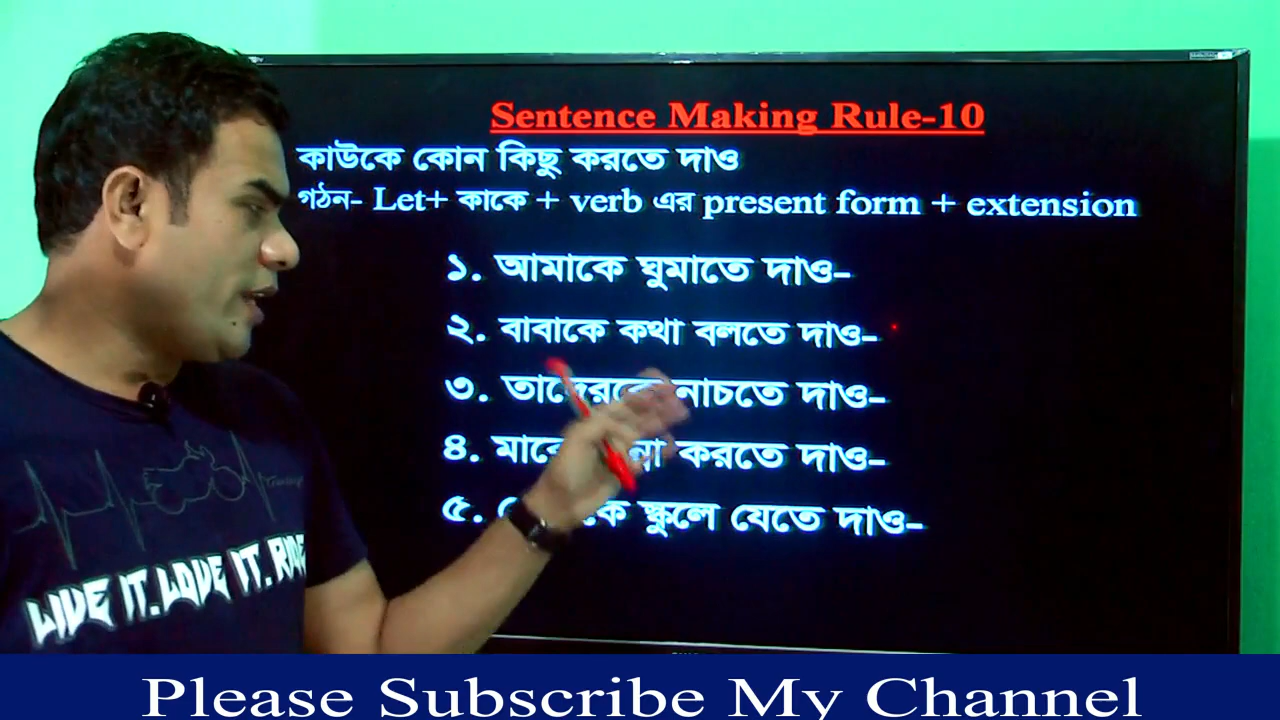 Sentence Making Rule-10
কাউকে কোন কিছু করতে দাও
গঠন- Let+ কাকে + verb এর present form + extension
১. আমাকে ঘুমাতে দাও-
২. বাবাকে কথা বলতে দাও-
৩. নাচতে দাও-
৪. করতে দাও-
৫. স্কুলে যেতে দাও-
LIVE IT. LOVE IT. RIDE
Please Subscribe My Channel